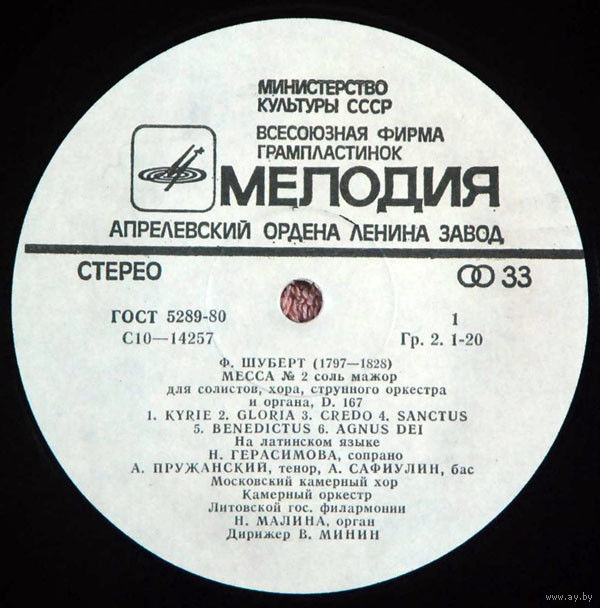 МИНИСТЕРСТВО
КУЛЬТУРЫ СССР
ВСЕСОЮЗНАЯ ФИРМА
ГРАМПЛАСТИНОК
МЕЛОДИЯ
АПРЕЛЕВСКИЙ ОРДЕНА ЛЕНИНА ЗАВОД
СТЕРЕО 33
ГОСТ 5289-80 1
С10—14257 Гр. 2. 1-20
Ф. ШУБЕРТ (1797—1828)
МЕССА № 2 соль мажор
для солистов, хора, струнного оркестра
и органа, D. 167
1. KYRIE 2. GLORIA 3. CREDO 4. SANCTUS
5. BENEDICTUS 6. AGNUS DEI
На латинском языке
Н. ГЕРАСИМОВА, сопрано
А. ПРУЖАНСКИЙ, тенор, А. САФИУЛИН, бас
Московский камерный хор
Камерный оркестр
Литовской гос. филармонии
Н. МАЛИНА, орган
Дирижер В. МИНИН
www.ay.by